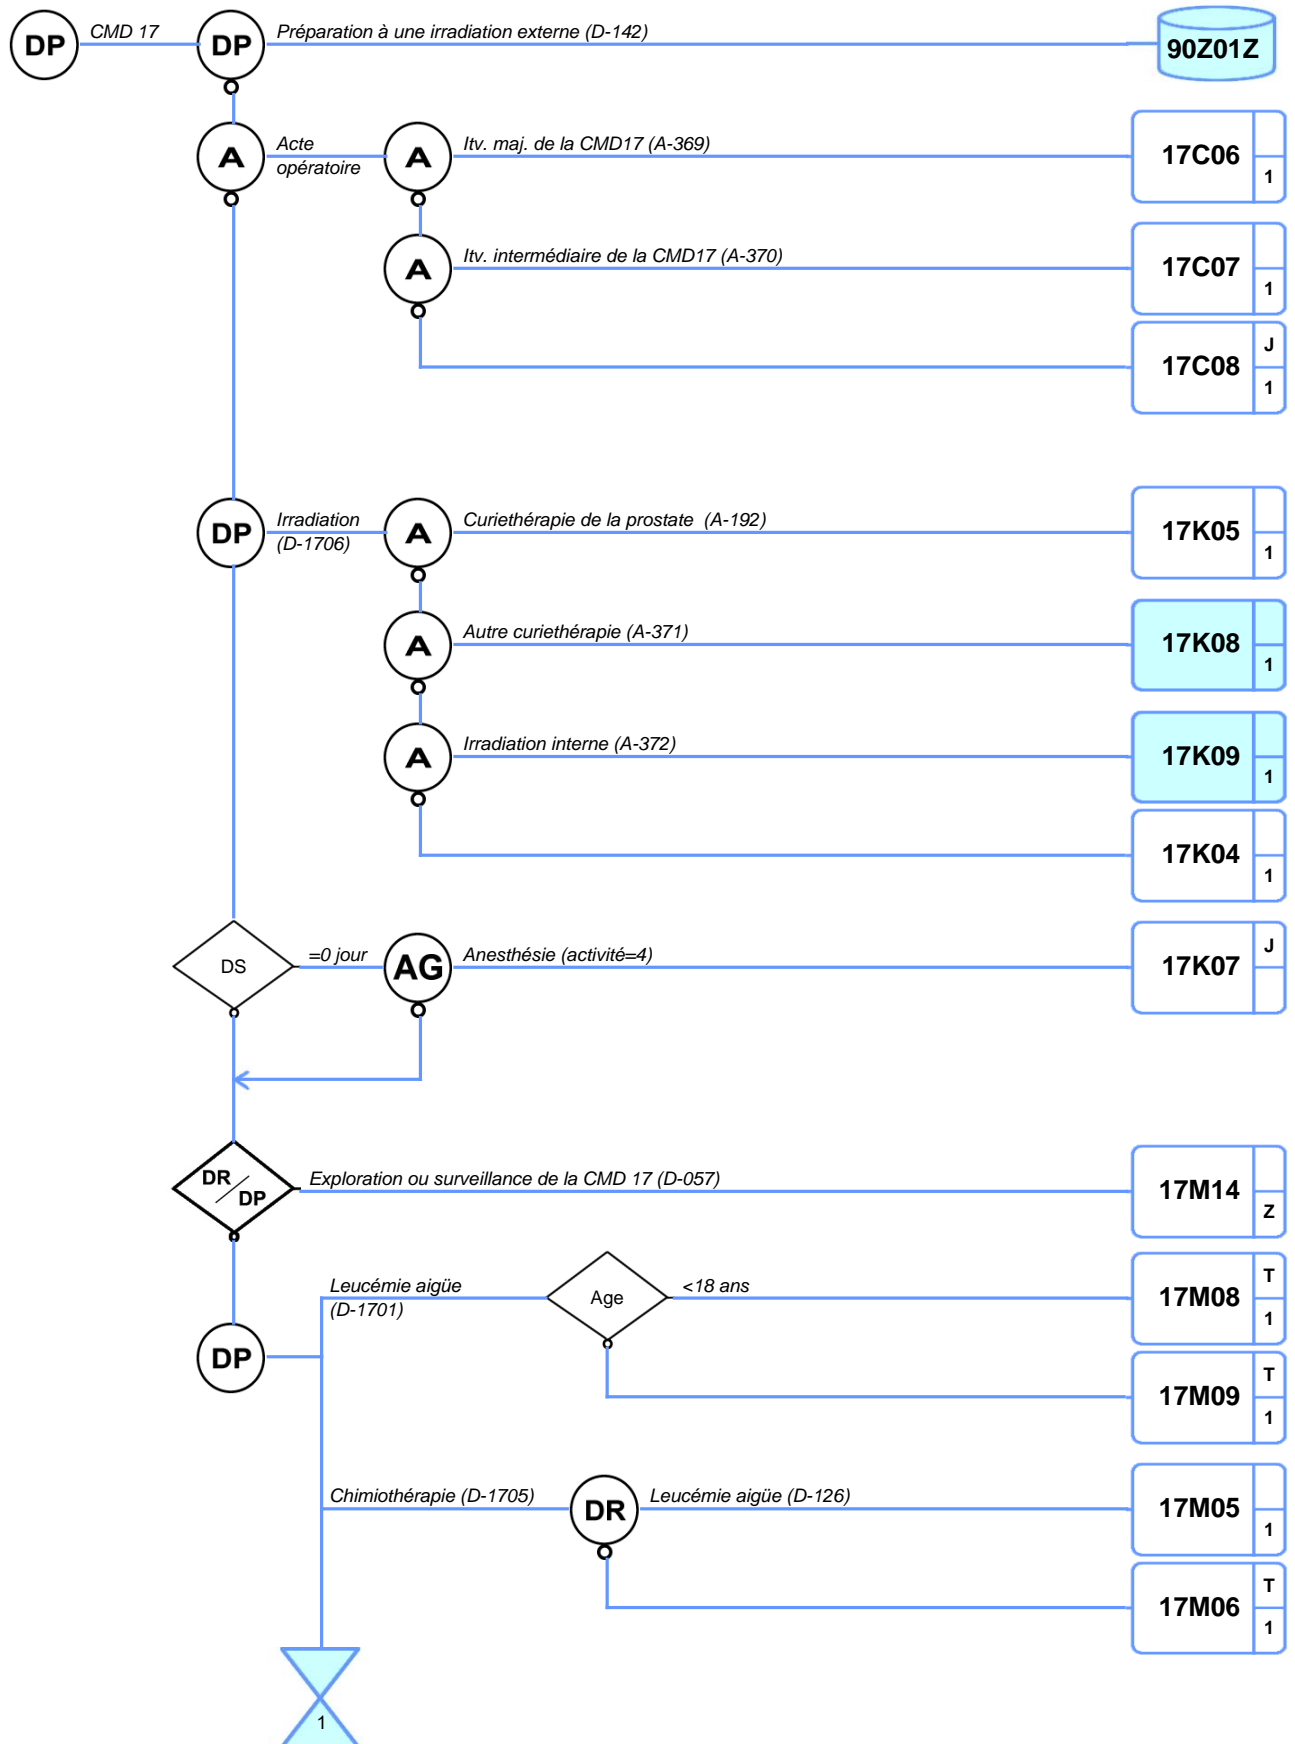 DP CMD 17 DP Préparation à une irradiation externe (D-142) 90Z01Z
A Acte opératoire A Itv. maj. de la CMD17 (A-369) 17C06 1
A Itv. intermédiaire de la CMD17 (A-370) 17C07 1
17C08 J 1
DP Irradiation (D-1706) A Curiethérapie de la prostate (A-192) 17K05 1
A Autre curiethérapie (A-371) 17K08 1
A Irradiation interne (A-372) 17K09 1
17K04 1
DS =0 jour AG Anesthésie (activité=4) 17K07 J
DR DP Exploration ou surveillance de la CMD 17 (D-057) 17M14 Z
DP Leucémie aigüe (D-1701) Age <18 ans 17M08 T 1
17M09 T 1
Chimiothérapie (D-1705) DR Leucémie aigüe (D-126) 17M05 1
17M06 T 1
1